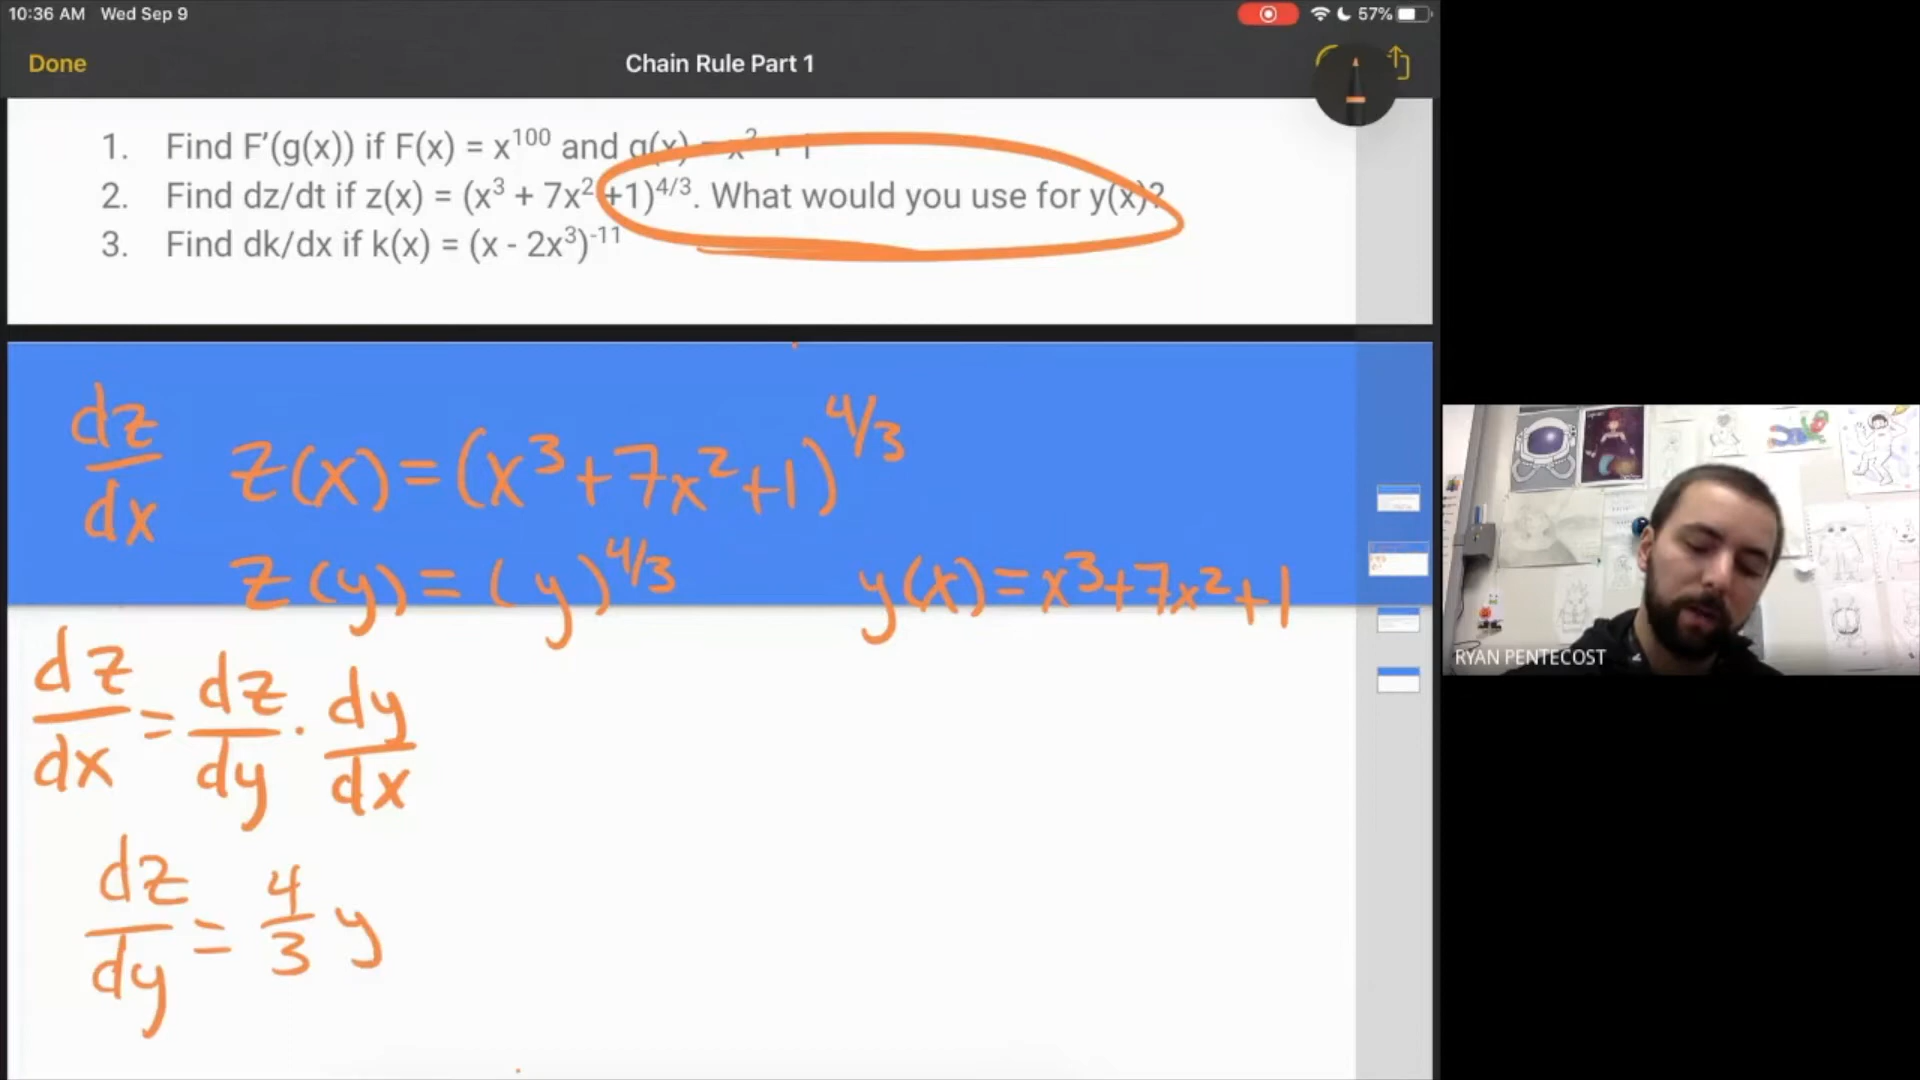 10:36 AM Wed Sep 9 57%
Done Chain Rule Part 1
1. Find F'(g(x)) if F(x) = x¹⁰⁰ and g(x) = x² + 1
2. Find dz/dt if z(x) = (x³ + 7x² +1)^4/3. What would you use for y(x)?
3. Find dk/dx if k(x) = (x - 2x³)⁻¹¹
dz/dx z(x) = (x³+7x²+1)^4/3
z(y) = (y)^4/3 y(x) = x³+7x²+1
dz/dx = dz/dy · dy/dx
dz/dy = 4/3 y
RYAN PENTECOST